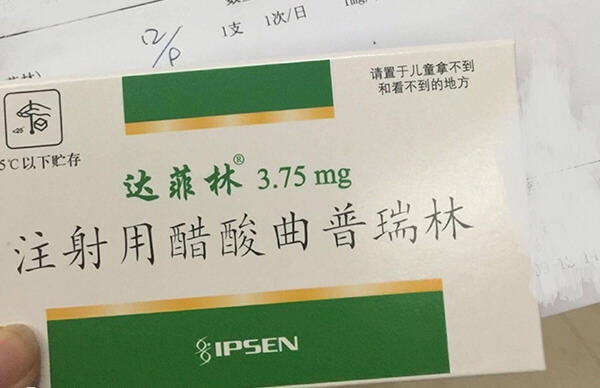 1支 1次/日
12/9
请置于儿童拿不到
和看不到的地方
<25°
5℃以下贮存
达菲林® 3.75 mg
注射用醋酸曲普瑞林
IPSEN